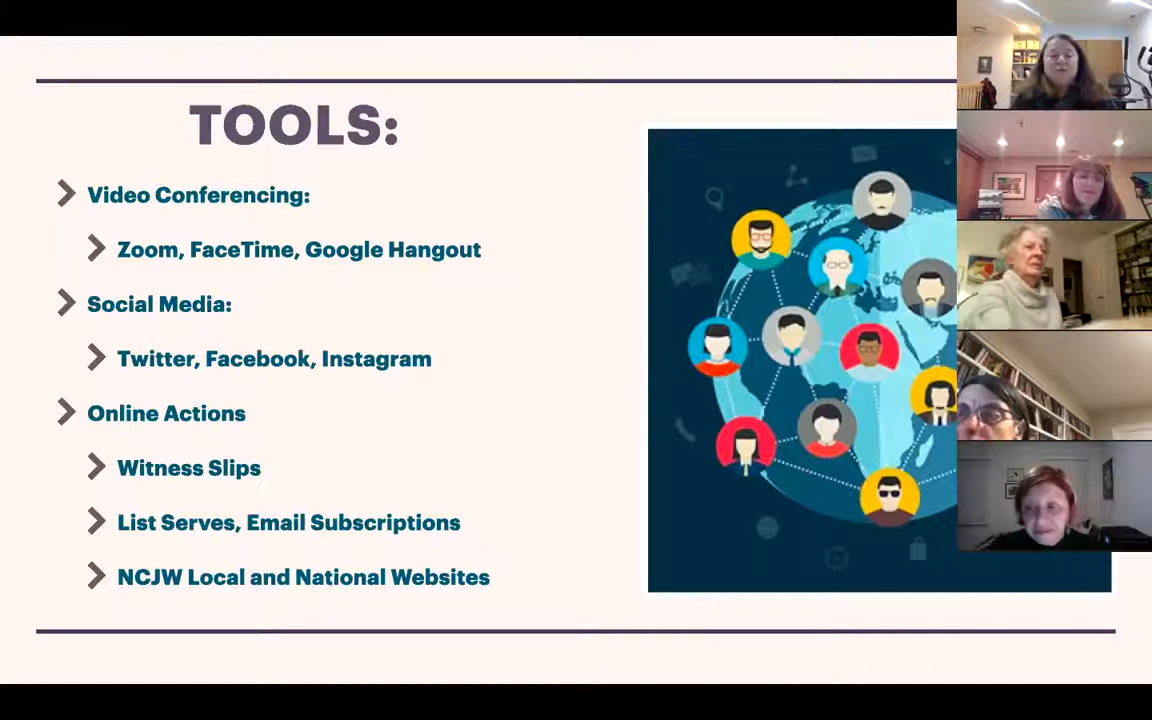 TOOLS:
Video Conferencing:
Zoom, FaceTime, Google Hangout
Social Media:
Twitter, Facebook, Instagram
Online Actions
Witness Slips
List Serves, Email Subscriptions
NCJW Local and National Websites